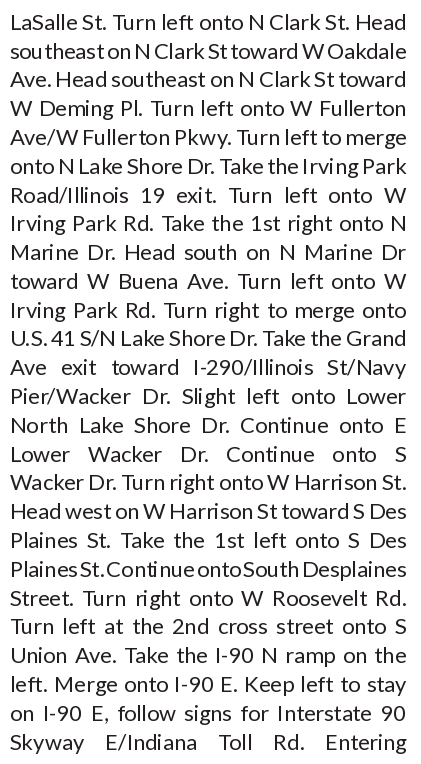 LaSalle St. Turn left onto N Clark St. Head
southeast on N Clark St toward W Oakdale
Ave. Head southeast on N Clark St toward
W Deming Pl. Turn left onto W Fullerton
Ave/W Fullerton Pkwy. Turn left to merge
onto N Lake Shore Dr. Take the Irving Park
Road/Illinois 19 exit. Turn left onto W
Irving Park Rd. Take the 1st right onto N
Marine Dr. Head south on N Marine Dr
toward W Buena Ave. Turn left onto W
Irving Park Rd. Turn right to merge onto
U.S. 41 S/N Lake Shore Dr. Take the Grand
Ave exit toward I-290/Illinois St/Navy
Pier/Wacker Dr. Slight left onto Lower
North Lake Shore Dr. Continue onto E
Lower Wacker Dr. Continue onto S
Wacker Dr. Turn right onto W Harrison St.
Head west on W Harrison St toward S Des
Plaines St. Take the 1st left onto S Des
Plaines St. Continue onto South Desplaines
Street. Turn right onto W Roosevelt Rd.
Turn left at the 2nd cross street onto S
Union Ave. Take the I-90 N ramp on the
left. Merge onto I-90 E. Keep left to stay
on I-90 E, follow signs for Interstate 90
Skyway E/Indiana Toll Rd. Entering